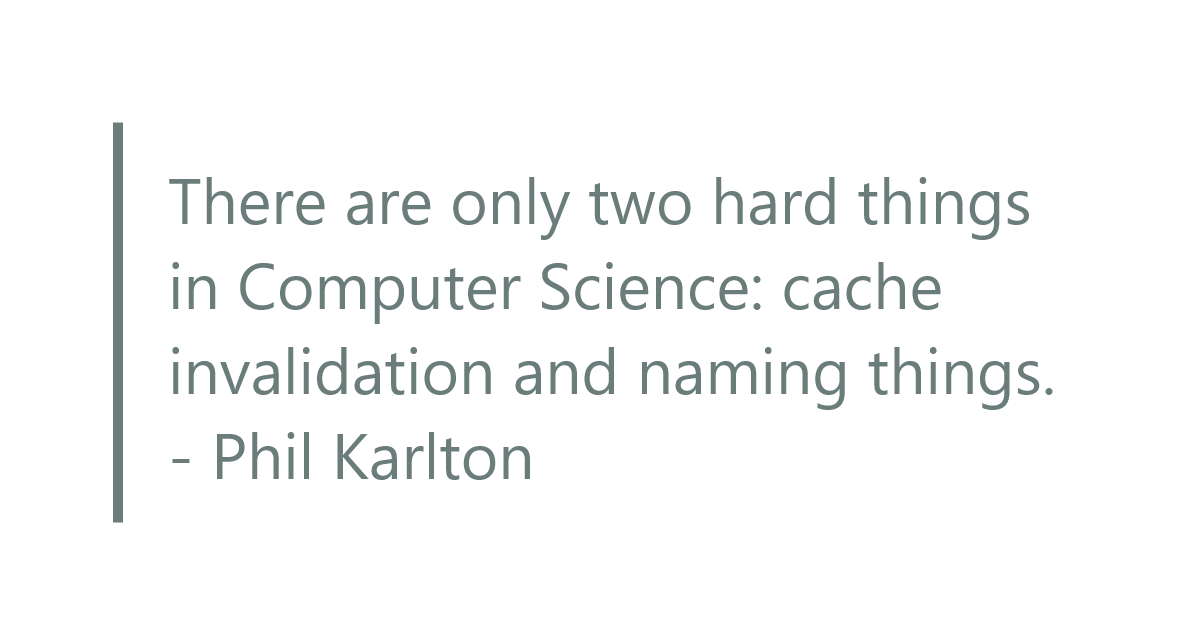 There are only two hard things
in Computer Science: cache
invalidation and naming things.
- Phil Karlton